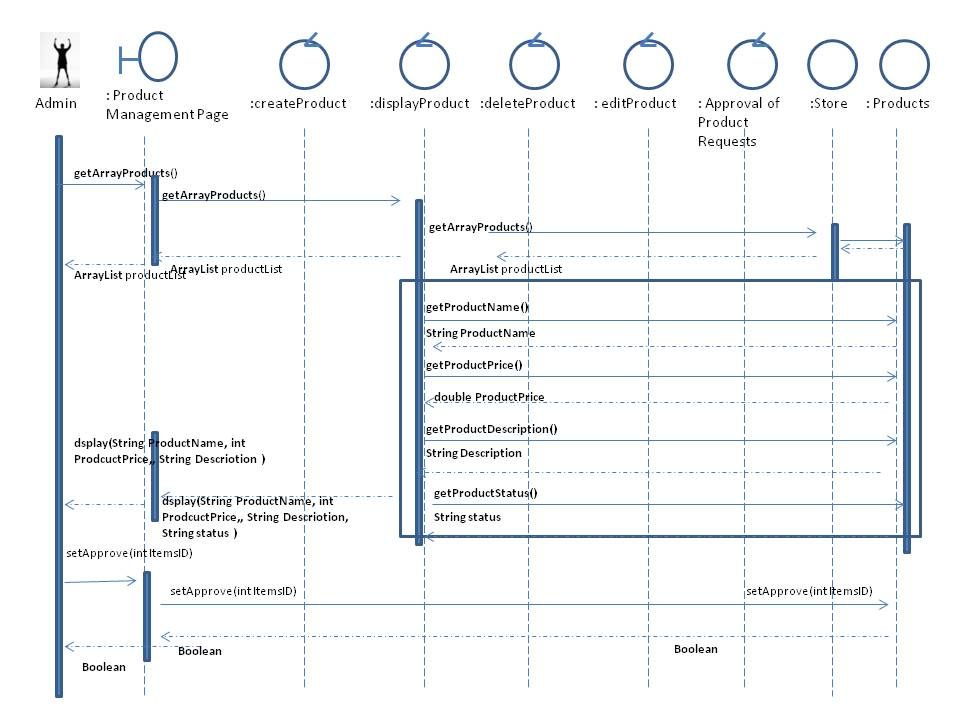 Admin
: Product
Management Page
:createProduct
:displayProduct
:deleteProduct
: editProduct
: Approval of
Product
Requests
:Store
: Products
getArrayProducts()
getArrayProducts()
getArrayProducts()
ArrayList productList
ArrayList productList
ArrayList productList
getProductName()
String ProductName
getProductPrice()
double ProductPrice
getProductDescription()
String Description
getProductStatus()
String status
dsplay(String ProductName, int
ProdcuctPrice,, String Descriotion )
dsplay(String ProductName, int
ProdcuctPrice,, String Descriotion,
String status )
setApprove(int ItemsID)
setApprove(int ItemsID)
setApprove(int ItemsID)
Boolean
Boolean
Boolean